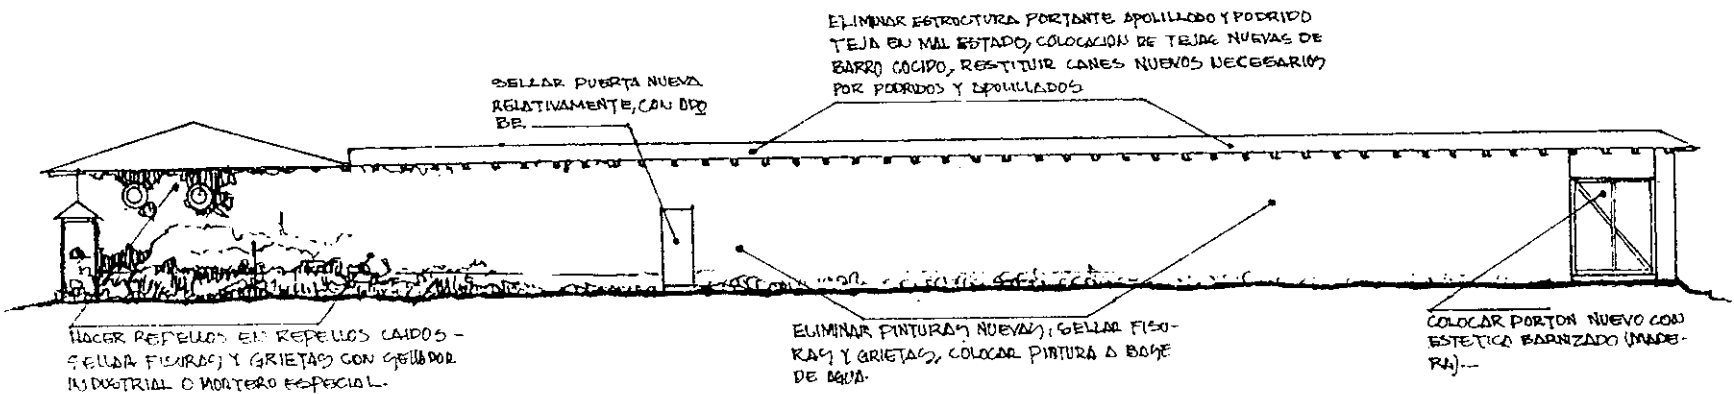 ELIMINAR ESTRUCTURA PORTANTE APOLILLADO Y PODRIDO
TEJA EN MAL ESTADO, COLOCACION DE TEJAS NUEVAS DE
BARRO COCIDO, RESTITUIR CANES NUEVOS NECESARIOS
POR PODRIDOS Y APOLILLADOS
SELLAR PUERTA NUEVA
RELATIVAMENTE, CON ADO
BE.
HACER REPELLOS EN REPELLOS CAIDOS -
SELLAR FISURAS, Y GRIETAS CON SELLADOR
INDUSTRIAL O MORTERO ESPECIAL.
ELIMINAR PINTURAS NUEVAS, SELLAR FISU-
RAS Y GRIETAS, COLOCAR PINTURA A BASE
DE AGUA.
COLOCAR PORTON NUEVO CON
ESTETICA BARNIZADO (MADE-
RA).-